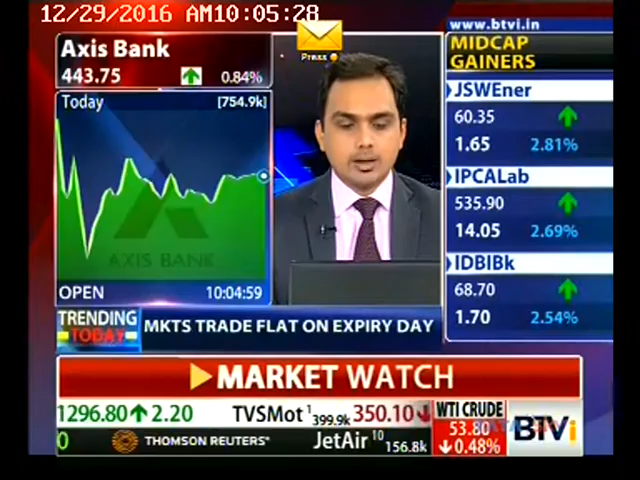 12/29/2016 AM10:05:28
www.btvi.in
Axis Bank
443.75 0.84%
Today [754.9k]
AXIS BANK
OPEN 10:04:59
Press
MIDCAP
GAINERS
JSWEner
60.35
1.65 2.81%
IPCALab
535.90
14.05 2.69%
IDBIBk
68.70
1.70 2.54%
TRENDING
TODAY
MKTS TRADE FLAT ON EXPIRY DAY
MARKET WATCH
1296.80 2.20 TVSMot 1 399.9k 350.10
WTI CRUDE
53.80
0.48%
BTVi
0 THOMSON REUTERS JetAir 10 156.8k